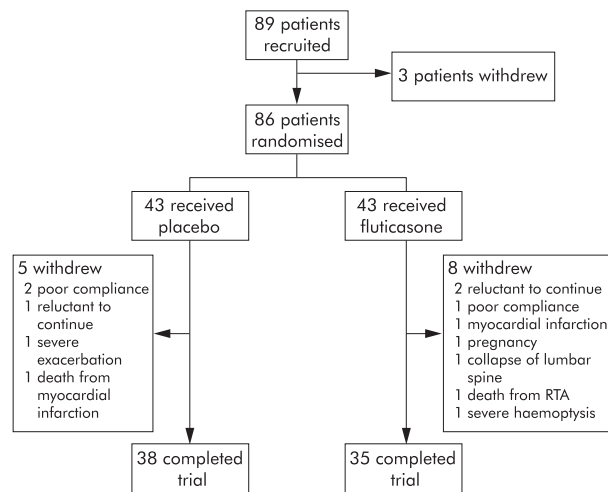 89 patients
recruited
3 patients withdrew
86 patients
randomised
43 received
placebo
43 received
fluticasone
5 withdrew
2 poor compliance
1 reluctant to
continue
1 severe
exacerbation
1 death from
myocardial
infarction
8 withdrew
2 reluctant to continue
1 poor compliance
1 myocardial infarction
1 pregnancy
1 collapse of lumbar
spine
1 death from RTA
1 severe haemoptysis
38 completed
trial
35 completed
trial